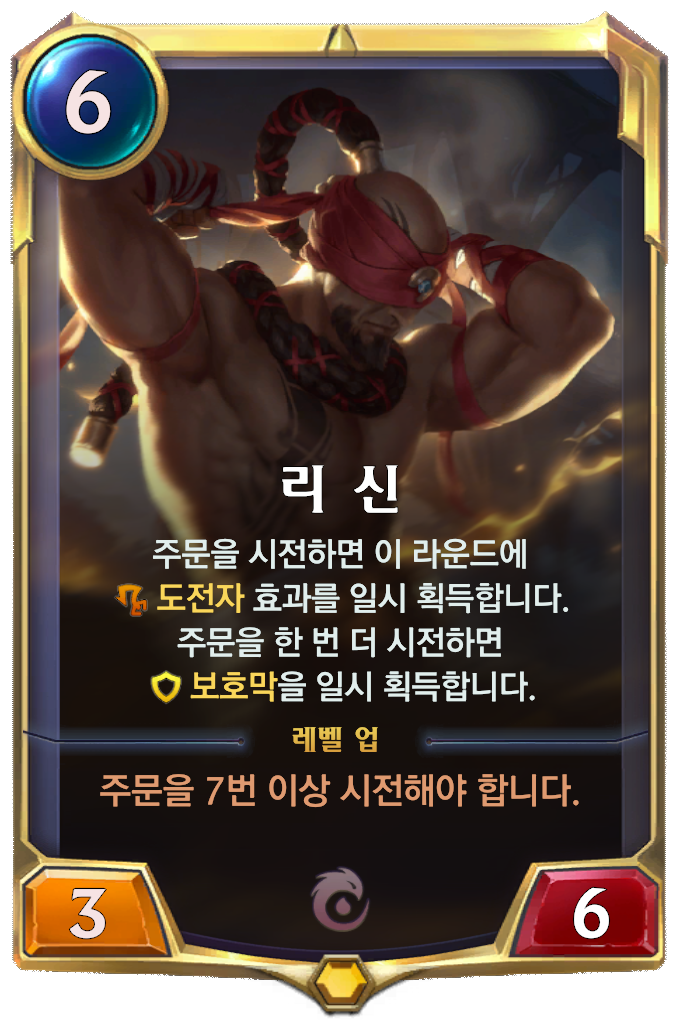 6
리 신
주문을 시전하면 이 라운드에
도전자 효과를 일시 획득합니다.
주문을 한 번 더 시전하면
보호막을 일시 획득합니다.
레벨 업
주문을 7번 이상 시전해야 합니다.
3
6